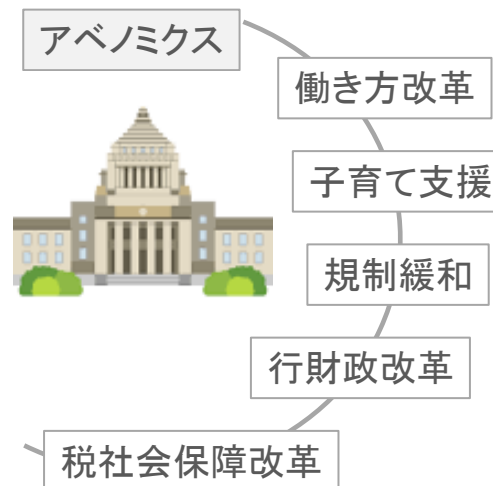 アベノミクス
働き方改革
子育て支援
規制緩和
行財政改革
税社会保障改革